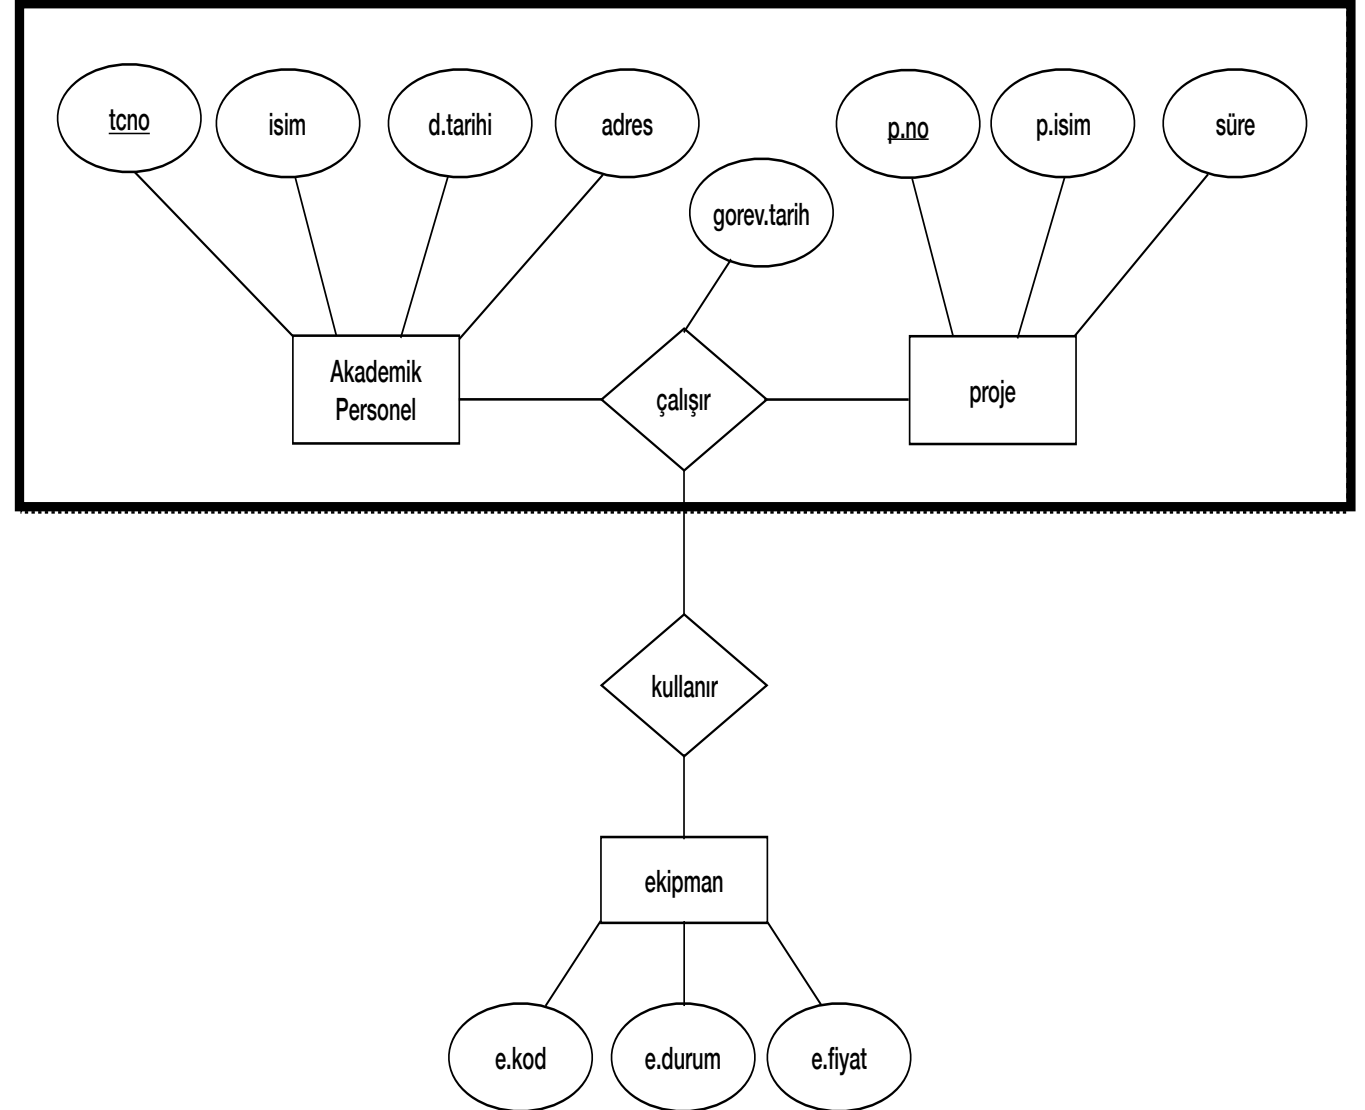 tcno
isim
d.tarihi
adres
p.no
p.isim
süre
gorev.tarih
Akademik
Personel
çalışır
proje
kullanır
ekipman
e.kod
e.durum
e.fiyat